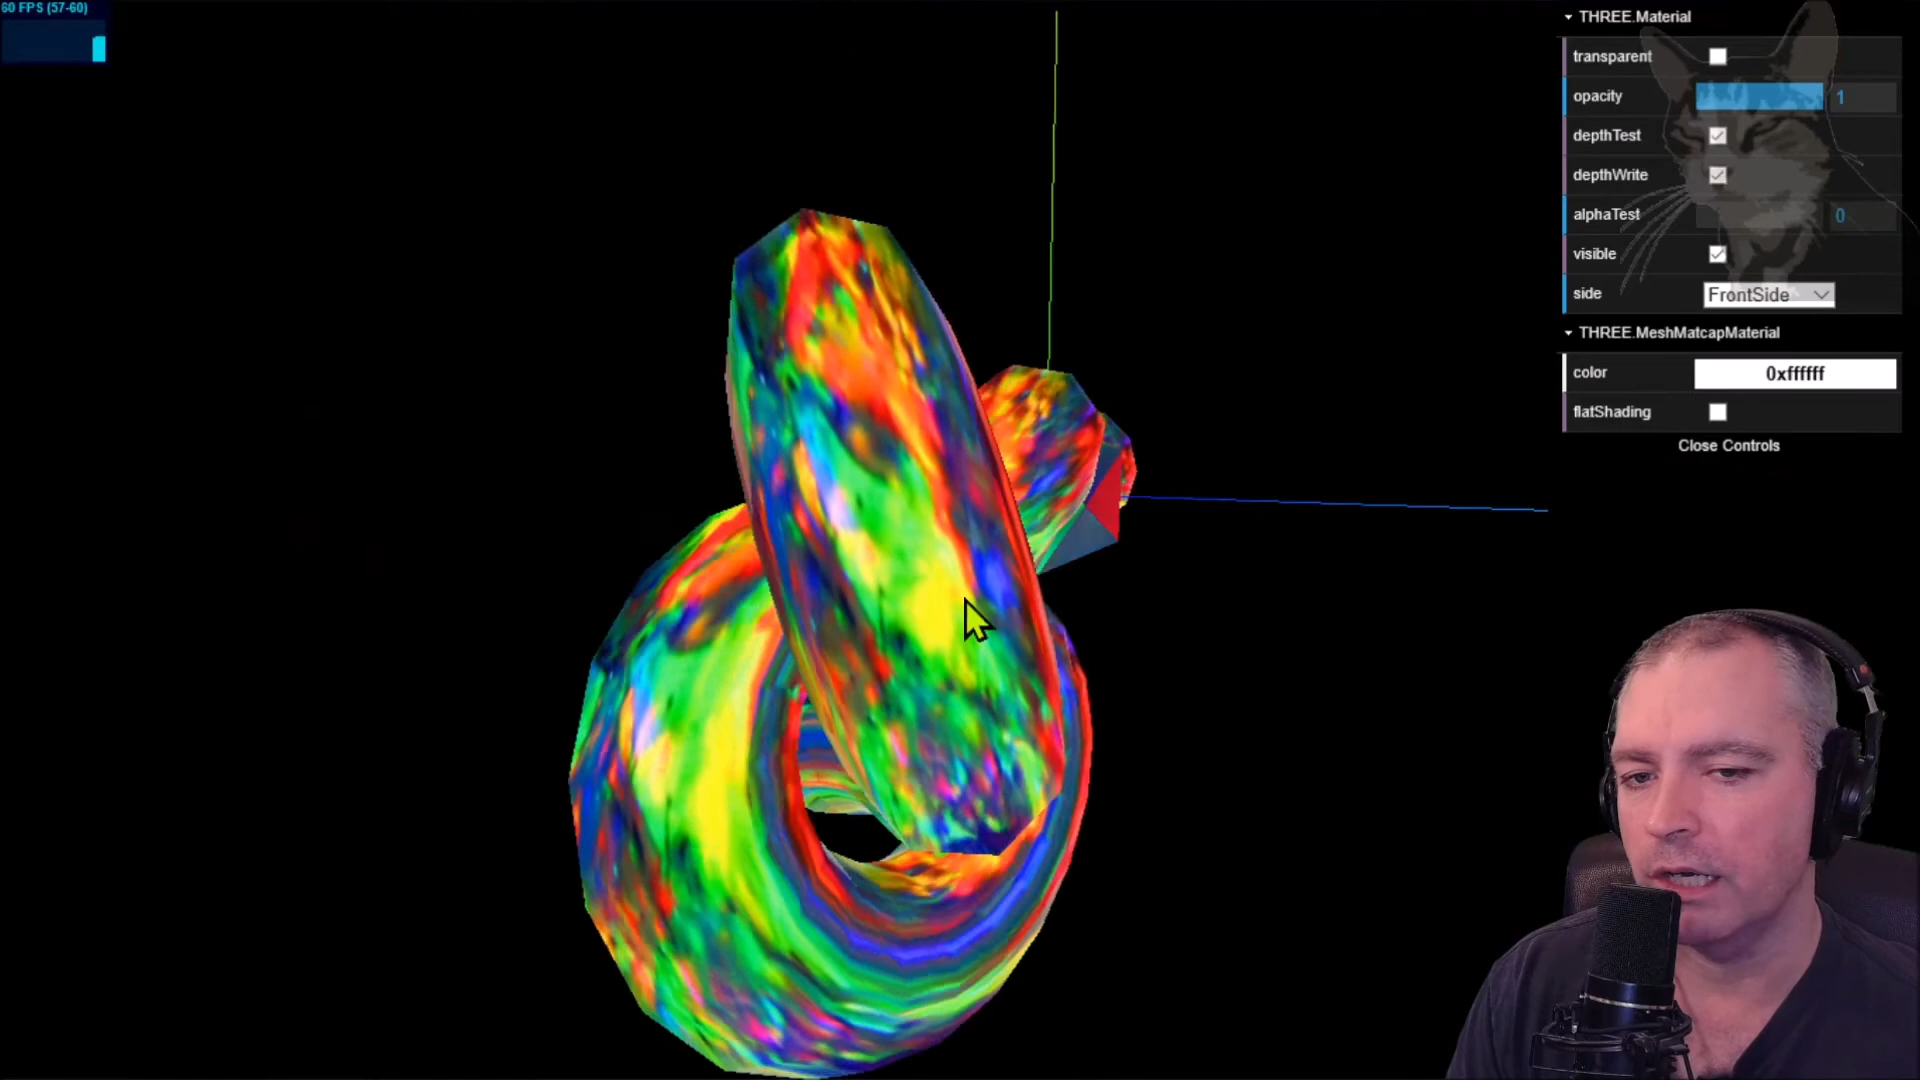 60 FPS (57-60)
THREE.Material
transparent
opacity 1
depthTest
depthWrite
alphaTest 0
visible
side FrontSide
THREE.MeshMatcapMaterial
color 0xffffff
flatShading
Close Controls